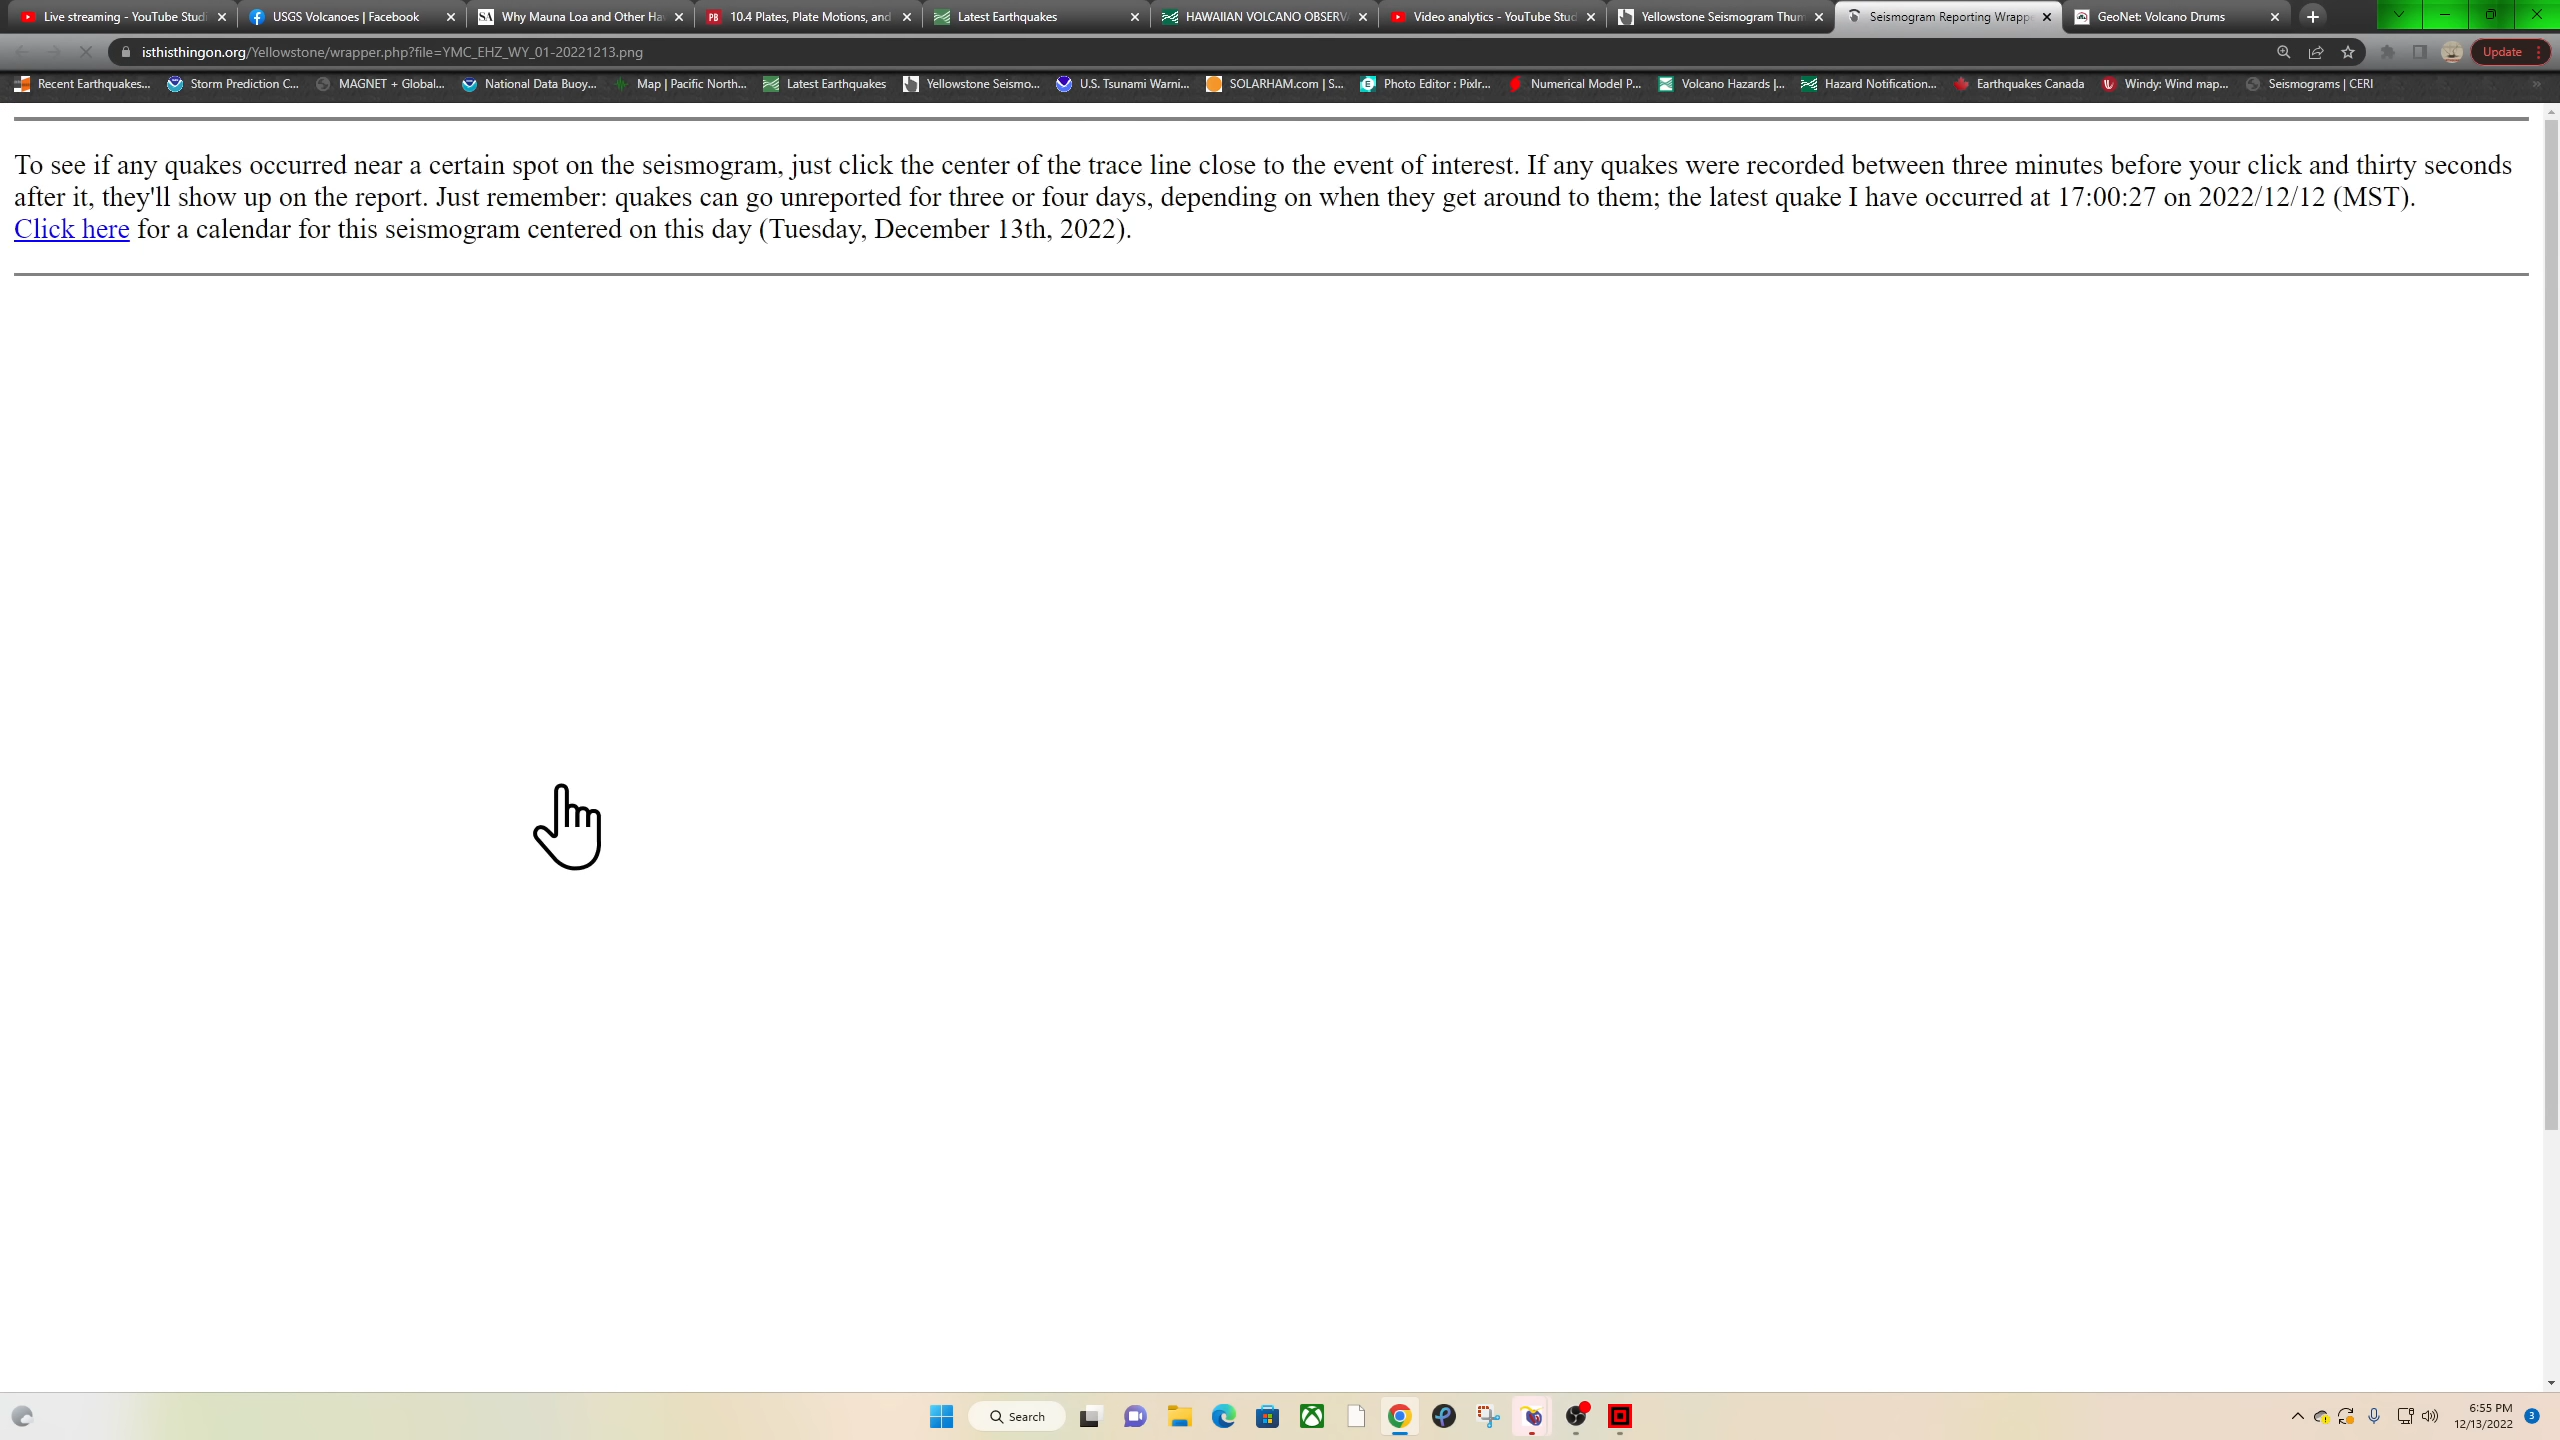 Live streaming - YouTube Studi
USGS Volcanoes | Facebook
SA Why Mauna Loa and Other Ha
PB 10.4 Plates, Plate Motions, and
Latest Earthquakes
HAWAIIAN VOLCANO OBSERV
Video analytics - YouTube Stud
Yellowstone Seismogram Thum
Seismogram Reporting Wrappe
GeoNet: Volcano Drums
isthisthingon.org/Yellowstone/wrapper.php?file=YMC_EHZ_WY_01-20221213.png
Update
Recent Earthquakes...
Storm Prediction C...
MAGNET + Global...
National Data Buoy...
Map | Pacific North...
Latest Earthquakes
Yellowstone Seismo...
U.S. Tsunami Warni...
SOLARHAM.com | S...
Photo Editor : Pixlr...
Numerical Model P...
Volcano Hazards |...
Hazard Notification...
Earthquakes Canada
Windy: Wind map...
Seismograms | CERI
To see if any quakes occurred near a certain spot on the seismogram, just click the center of the trace line close to the event of interest. If any quakes were recorded between three minutes before your click and thirty seconds
after it, they'll show up on the report. Just remember: quakes can go unreported for three or four days, depending on when they get around to them; the latest quake I have occurred at 17:00:27 on 2022/12/12 (MST).
Click here for a calendar for this seismogram centered on this day (Tuesday, December 13th, 2022).
Search
6:55 PM
12/13/2022
3